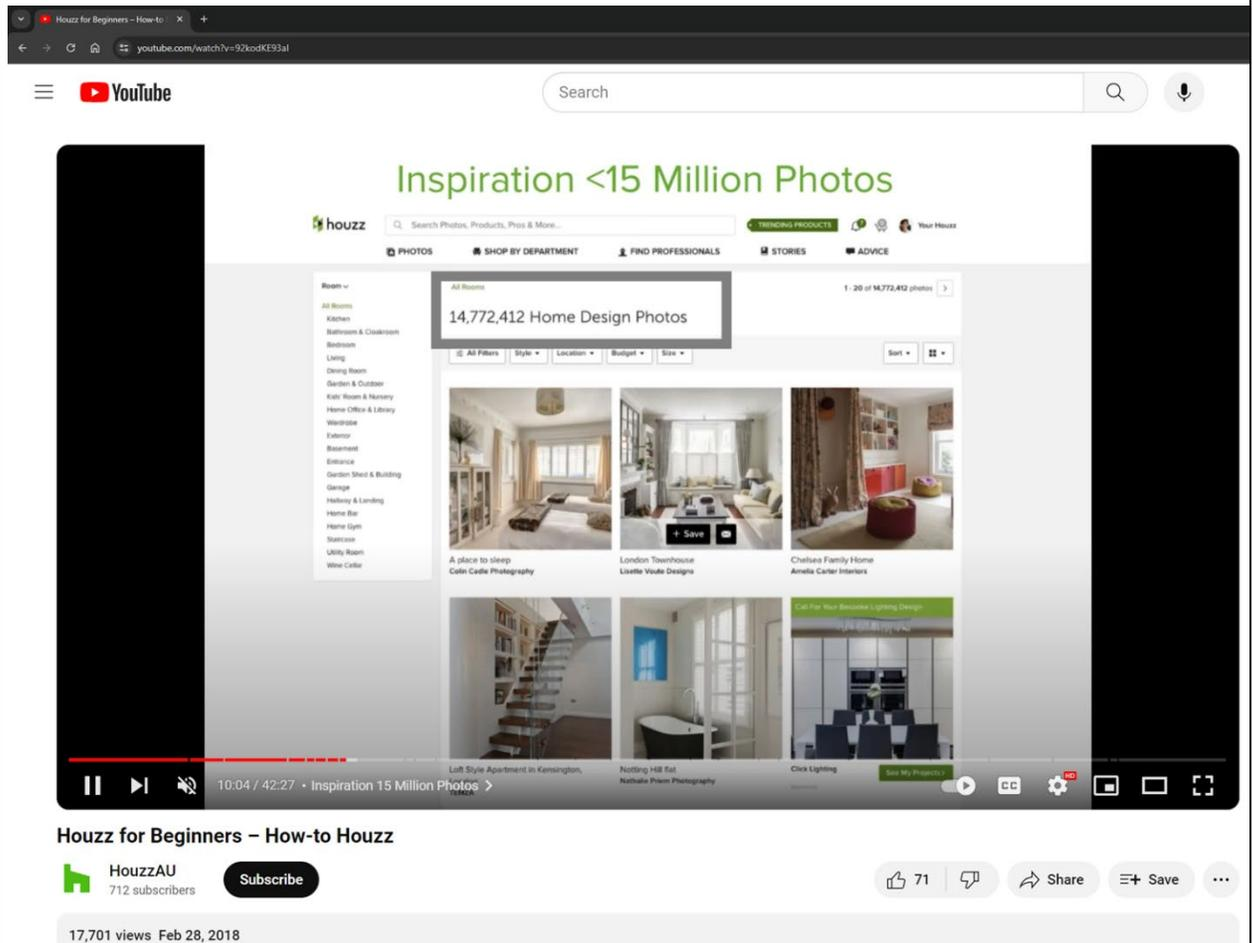 Houzz for Beginners – How-to
youtube.com/watch?v=92kodKE93aI
YouTube
Search
Inspiration <15 Million Photos
houzz
Search Photos, Products, Pros & More...
TRENDING PRODUCTS
Your Houzz
PHOTOS SHOP BY DEPARTMENT FIND PROFESSIONALS STORIES ADVICE
Room
All Rooms
Kitchen
Bathroom & Cloakroom
Bedroom
Living
Dining Room
Garden & Outdoor
Kids' Room & Nursery
Home Office & Library
Wardrobe
Exterior
Basement
Entrance
Garden Shed & Building
Garage
Hallway & Landing
Home Bar
Home Gym
Staircase
Utility Room
Wine Cellar
All Rooms
14,772,412 Home Design Photos
1 - 20 of 14,772,412 photos
All Filters Style Location Budget Size
Sort
+ Save
A place to sleep
Colin Cadle Photography
London Townhouse
Lisette Voute Designs
Chelsea Family Home
Amelia Carter Interiors
Call For Your Bespoke Lighting Design
Loft Style Apartment in Kensington,
Notting Hill flat
Nathalie Priem Photography
Click Lighting
See My Projects
10:04 / 42:27 • Inspiration 15 Million Photos
CC
HD
Houzz for Beginners – How-to Houzz
HouzzAU
712 subscribers
Subscribe
71
Share
Save
17,701 views Feb 28, 2018